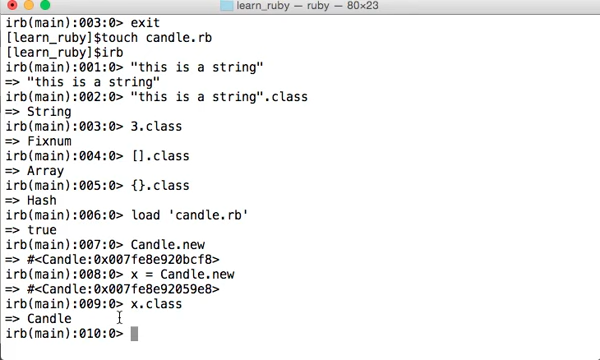 learn_ruby — ruby — 80×23
irb(main):003:0> exit
[learn_ruby]$touch candle.rb
[learn_ruby]$irb
irb(main):001:0> "this is a string"
=> "this is a string"
irb(main):002:0> "this is a string".class
=> String
irb(main):003:0> 3.class
=> Fixnum
irb(main):004:0> [].class
=> Array
irb(main):005:0> {}.class
=> Hash
irb(main):006:0> load 'candle.rb'
=> true
irb(main):007:0> Candle.new
=> #<Candle:0x007fe8e920bcf8>
irb(main):008:0> x = Candle.new
=> #<Candle:0x007fe8e92059e8>
irb(main):009:0> x.class
=> Candle
irb(main):010:0>